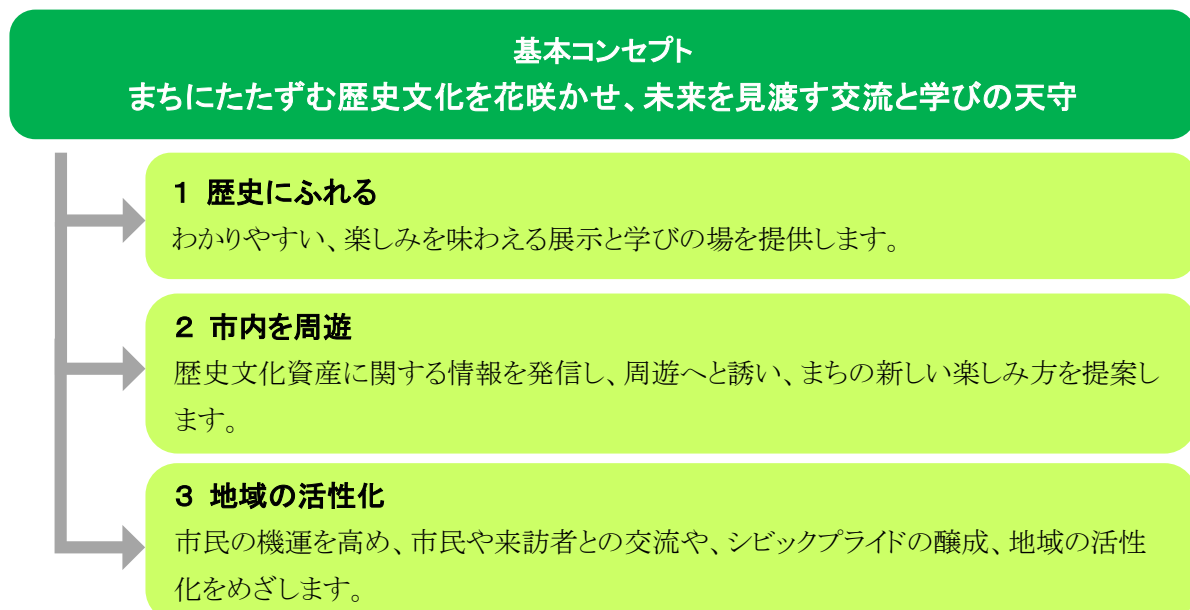 基本コンセプト
まちにたたずむ歴史文化を花咲かせ、未来を見渡す交流と学びの天守
１ 歴史にふれる
わかりやすい、楽しみを味わえる展示と学びの場を提供します。
２ 市内を周遊
歴史文化資産に関する情報を発信し、周遊へと誘い、まちの新しい楽しみ方を提案し
ます。
３ 地域の活性化
市民の機運を高め、市民や来訪者との交流や、シビックプライドの醸成、地域の活性
化をめざします。